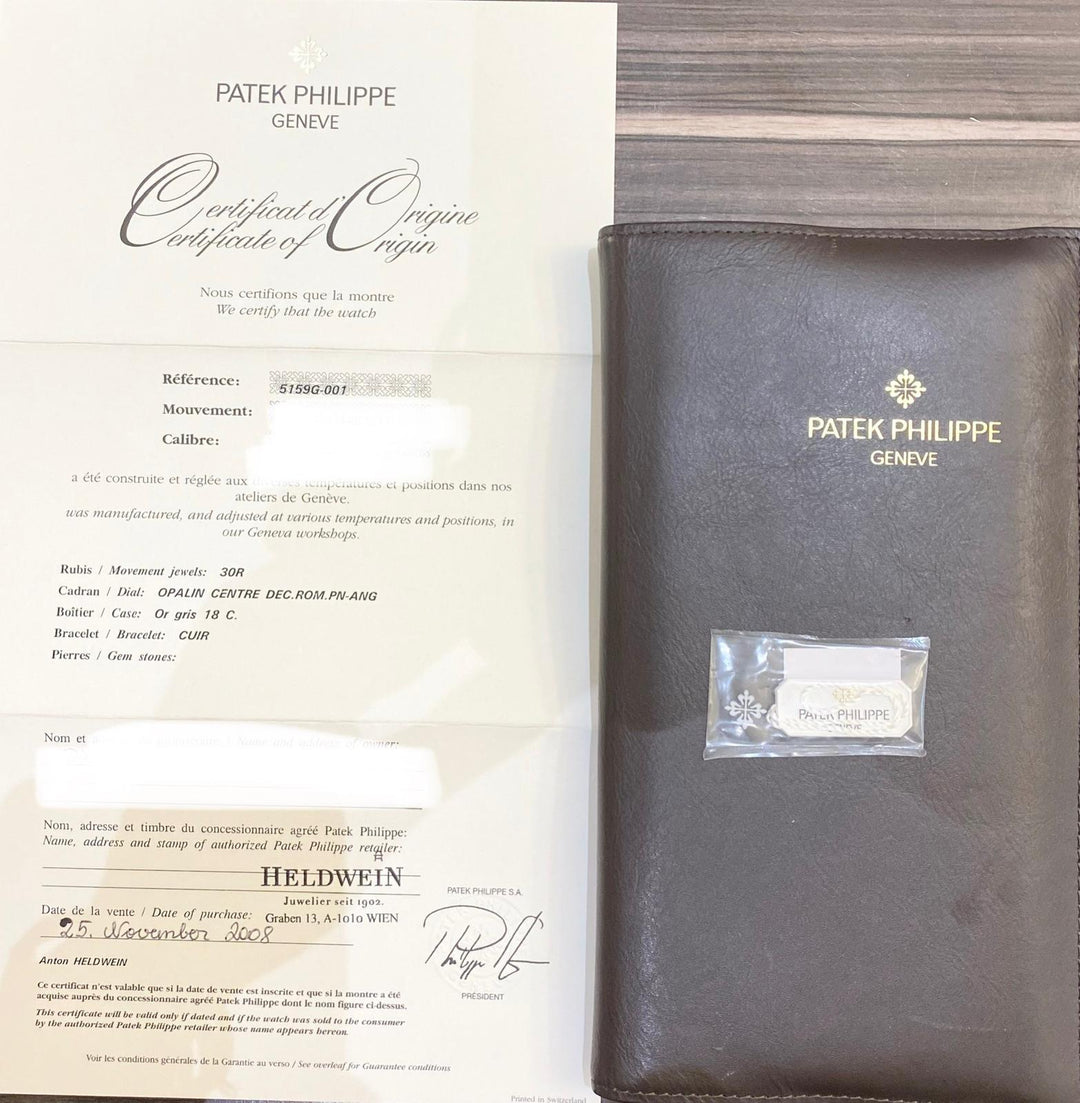 PATEK PHILIPPE
GENEVE
Certificat d'Origine
Certificate of Origin
Nous certifions que la montre
We certify that the watch
Référence: 5159G-001
Mouvement:
Calibre:
a été construite et réglée aux diverses températures et positions dans nos
ateliers de Genève.
was manufactured, and adjusted at various temperatures and positions, in
our Geneva workshops.
Rubis / Movement jewels: 30R
Cadran / Dial: OPALIN CENTRE DEC.ROM.PN-ANG
Boîtier / Case: Or gris 18 C.
Bracelet / Bracelet: CUIR
Pierres / Gem stones:
Nom et / Name and address of owner:
Nom, adresse et timbre du concessionnaire agréé Patek Philippe:
Name, address and stamp of authorized Patek Philippe retailer:
HELDWEIN
Juwelier seit 1902.
Graben 13, A-1010 WIEN
Date de la vente / Date of purchase:
25. November 2008
Anton HELDWEIN
PATEK PHILIPPE S.A.
PRÉSIDENT
Ce certificat n'est valable que si la date de vente est inscrite et que si la montre a été
acquise auprès du concessionnaire agréé Patek Philippe dont le nom figure ci-dessus.
This certificate will be valid only if dated and if the watch was sold to the consumer
by the authorized Patek Philippe retailer whose name appears hereon.
Voir les conditions générales de la Garantie au verso / See overleaf for Guarantee conditions
Printed in Switzerland
PATEK PHILIPPE
GENEVE
PATEK PHILIPPE
GENEVE